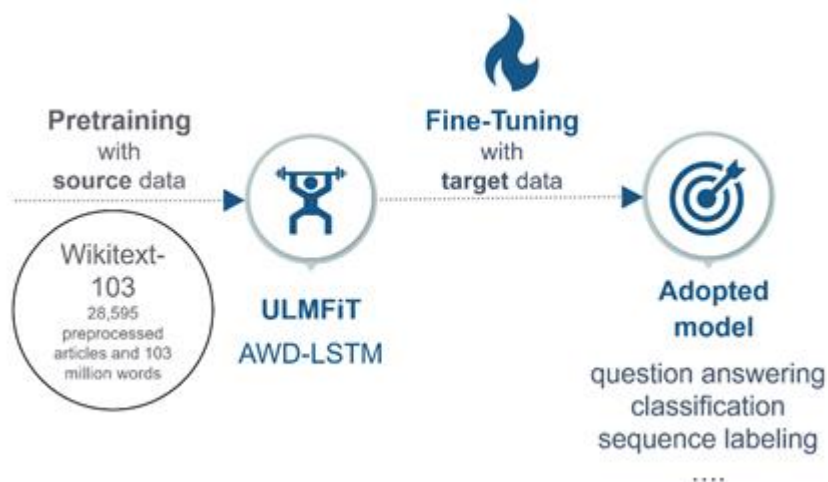 Pretraining
with
source data
Wikitext-
103
28,595
preprocessed
articles and 103
million words
ULMFiT
AWD-LSTM
Fine-Tuning
with
target data
Adopted
model
question answering
classification
sequence labeling
....